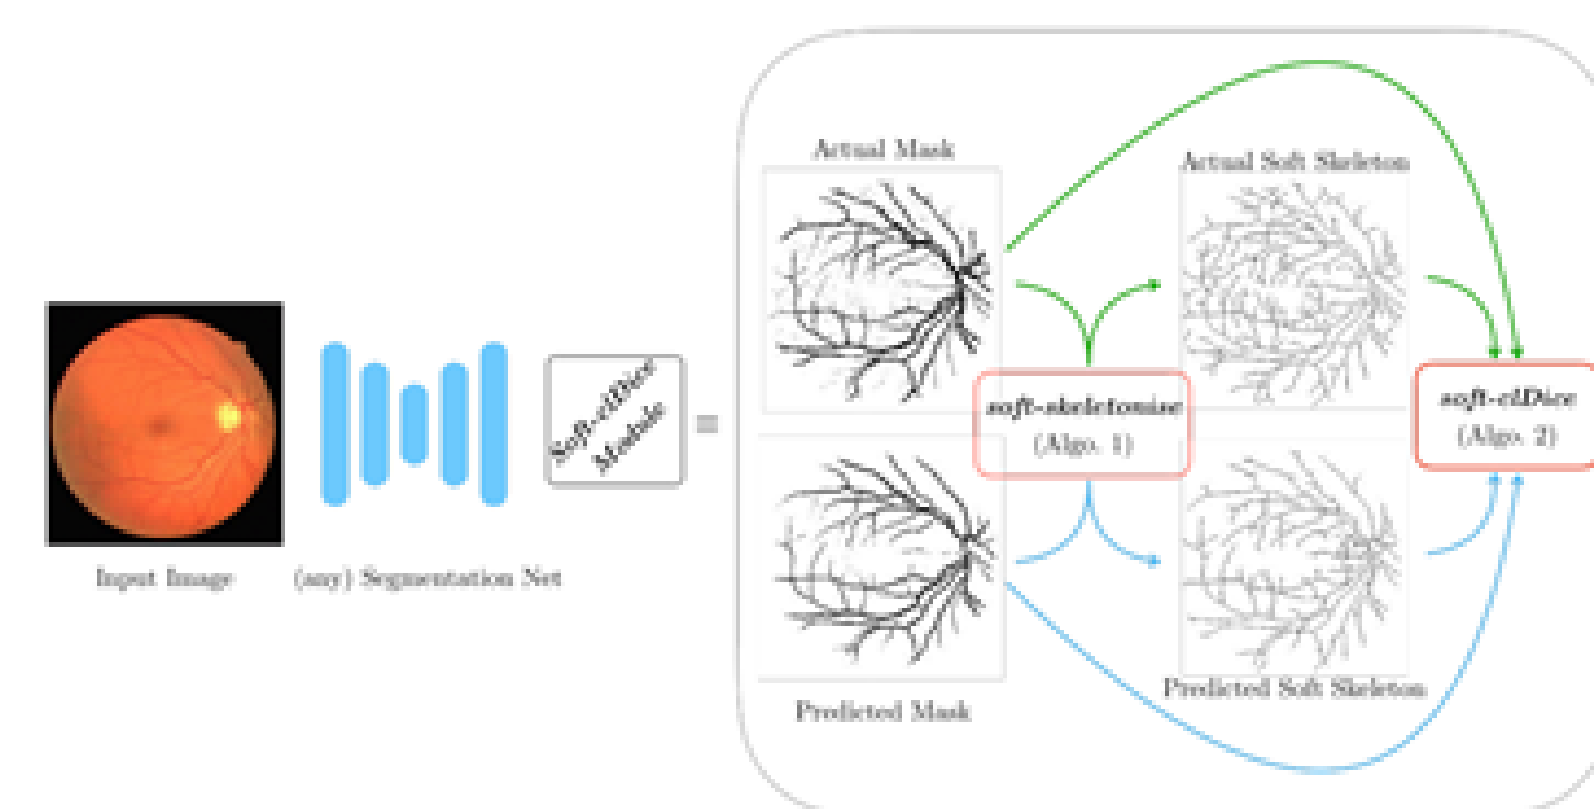 Input Image
(any) Segmentation Net
Soft-clDice
Module
=
Actual Mask
Actual Soft Skeleton
soft-skeletonise
(Algo. 1)
soft-clDice
(Algo. 2)
Predicted Mask
Predicted Soft Skeleton